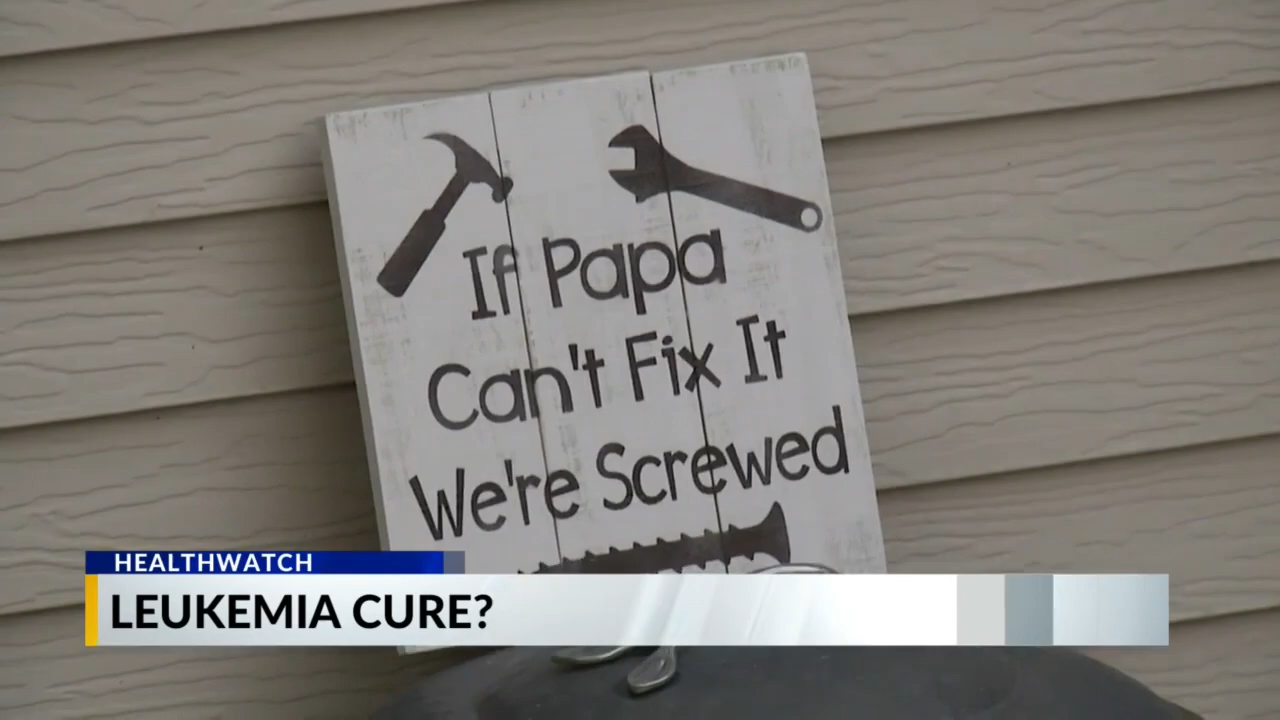 If Papa
Can't Fix It
We're Screwed
HEALTHWATCH
LEUKEMIA CURE?